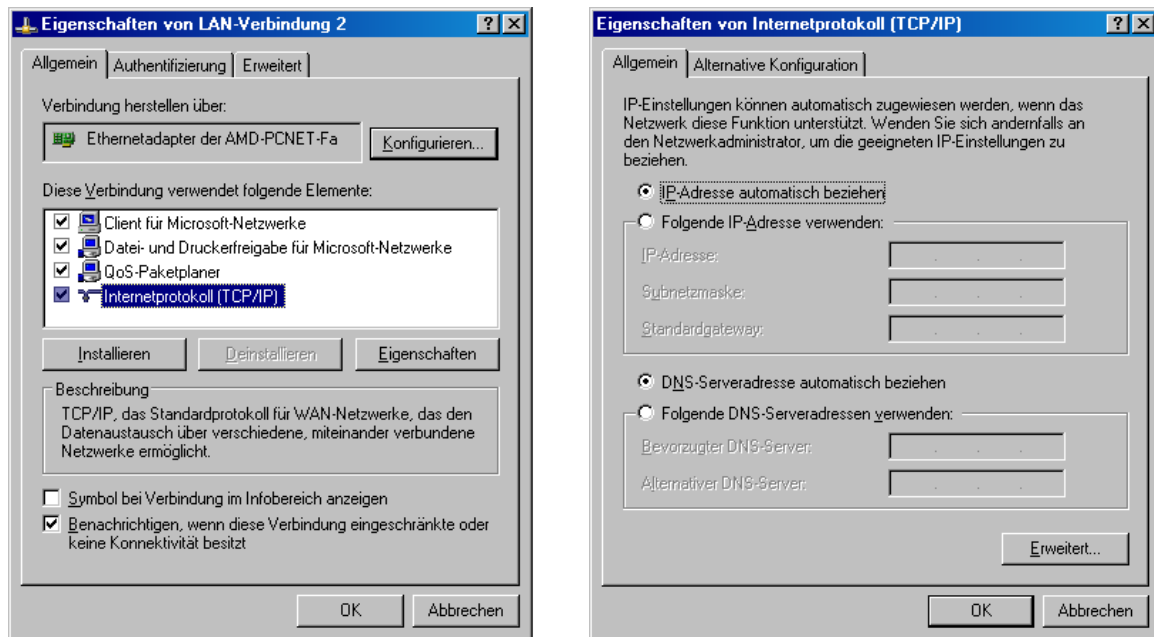 Eigenschaften von LAN-Verbindung 2
Allgemein
Authentifizierung
Erweitert
Verbindung herstellen über:
Ethernetadapter der AMD-PCNET-Fa
Konfigurieren...
Diese Verbindung verwendet folgende Elemente:
Client für Microsoft-Netzwerke
Datei- und Druckerfreigabe für Microsoft-Netzwerke
QoS-Paketplaner
Internetprotokoll (TCP/IP)
Installieren
Deinstallieren
Eigenschaften
Beschreibung
TCP/IP, das Standardprotokoll für WAN-Netzwerke, das den
Datenaustausch über verschiedene, miteinander verbundene
Netzwerke ermöglicht.
Symbol bei Verbindung im Infobereich anzeigen
Benachrichtigen, wenn diese Verbindung eingeschränkte oder
keine Konnektivität besitzt
OK
Abbrechen
Eigenschaften von Internetprotokoll (TCP/IP)
Allgemein
Alternative Konfiguration
IP-Einstellungen können automatisch zugewiesen werden, wenn das
Netzwerk diese Funktion unterstützt. Wenden Sie sich andernfalls an
den Netzwerkadministrator, um die geeigneten IP-Einstellungen zu
beziehen.
IP-Adresse automatisch beziehen
Folgende IP-Adresse verwenden:
IP-Adresse:
Subnetzmaske:
Standardgateway:
DNS-Serveradresse automatisch beziehen
Folgende DNS-Serveradressen verwenden:
Bevorzugter DNS-Server:
Alternativer DNS-Server:
Erweitert...
OK
Abbrechen